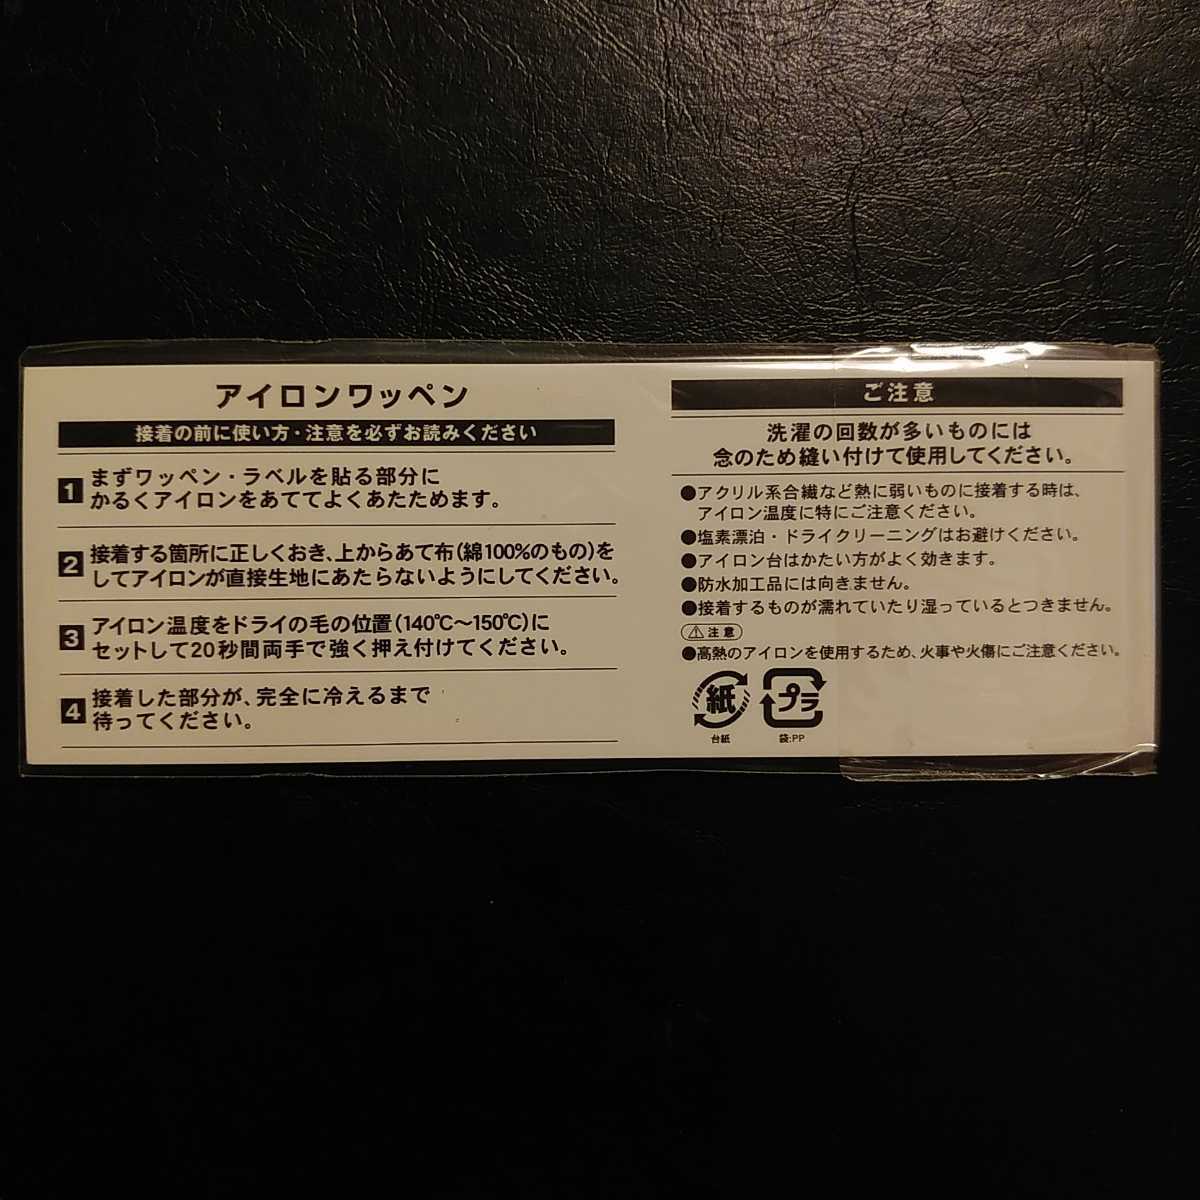 アイロンワッペン
接着の前に使い方・注意を必ずお読みください
1 まずワッペン・ラベルを貼る部分に
かるくアイロンをあててよくあたためます。
2 接着する箇所に正しくおき、上からあて布(綿100%のもの)を
してアイロンが直接生地にあたらないようにしてください。
3 アイロン温度をドライの毛の位置(140℃〜150℃)に
セットして20秒間両手で強く押え付けてください。
4 接着した部分が、完全に冷えるまで
待ってください。
ご注意
洗濯の回数が多いものには
念のため縫い付けて使用してください。
●アクリル系合繊など熱に弱いものに接着する時は、
アイロン温度に特にご注意ください。
●塩素漂泊・ドライクリーニングはお避けください。
●アイロン台はかたい方がよく効きます。
●防水加工品には向きません。
●接着するものが濡れていたり湿っているとつきません。
⚠注意
●高熱のアイロンを使用するため、火事や火傷にご注意ください。
紙 プラ
台紙 袋:PP